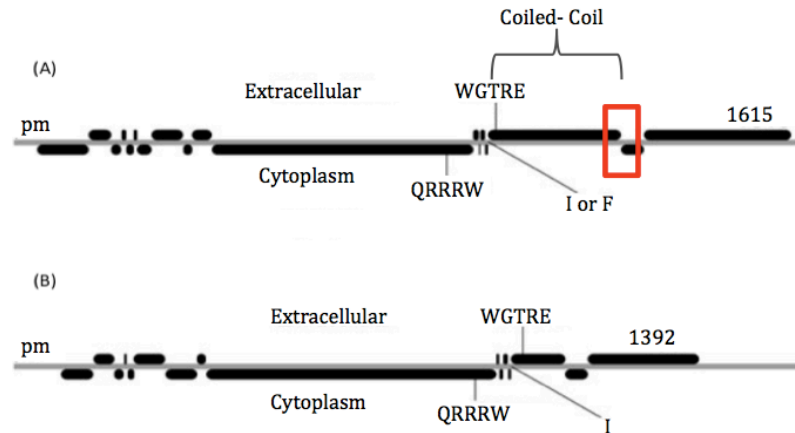 Coiled- Coil
(A)
Extracellular
WGTRE
pm
1615
Cytoplasm
QRRRW
I or F
(B)
Extracellular
WGTRE
pm
1392
Cytoplasm
QRRRW
I